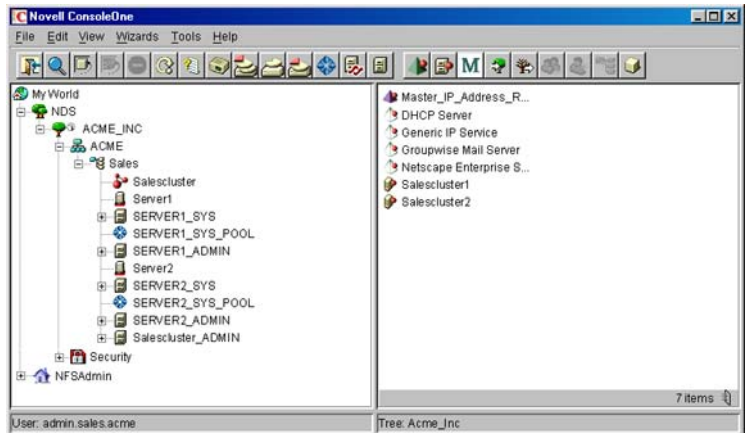 Novell ConsoleOne
File Edit View Wizards Tools Help
M
My World
NDS
ACME_INC
ACME
Sales
Salescluster
Server1
SERVER1_SYS
SERVER1_SYS_POOL
SERVER1_ADMIN
Server2
SERVER2_SYS
SERVER2_SYS_POOL
SERVER2_ADMIN
Salescluster_ADMIN
Security
NFSAdmin
Master_IP_Address_R...
DHCP Server
Generic IP Service
Groupwise Mail Server
Netscape Enterprise S...
Salescluster1
Salescluster2
7 items
User: admin.sales.acme
Tree: Acme_Inc